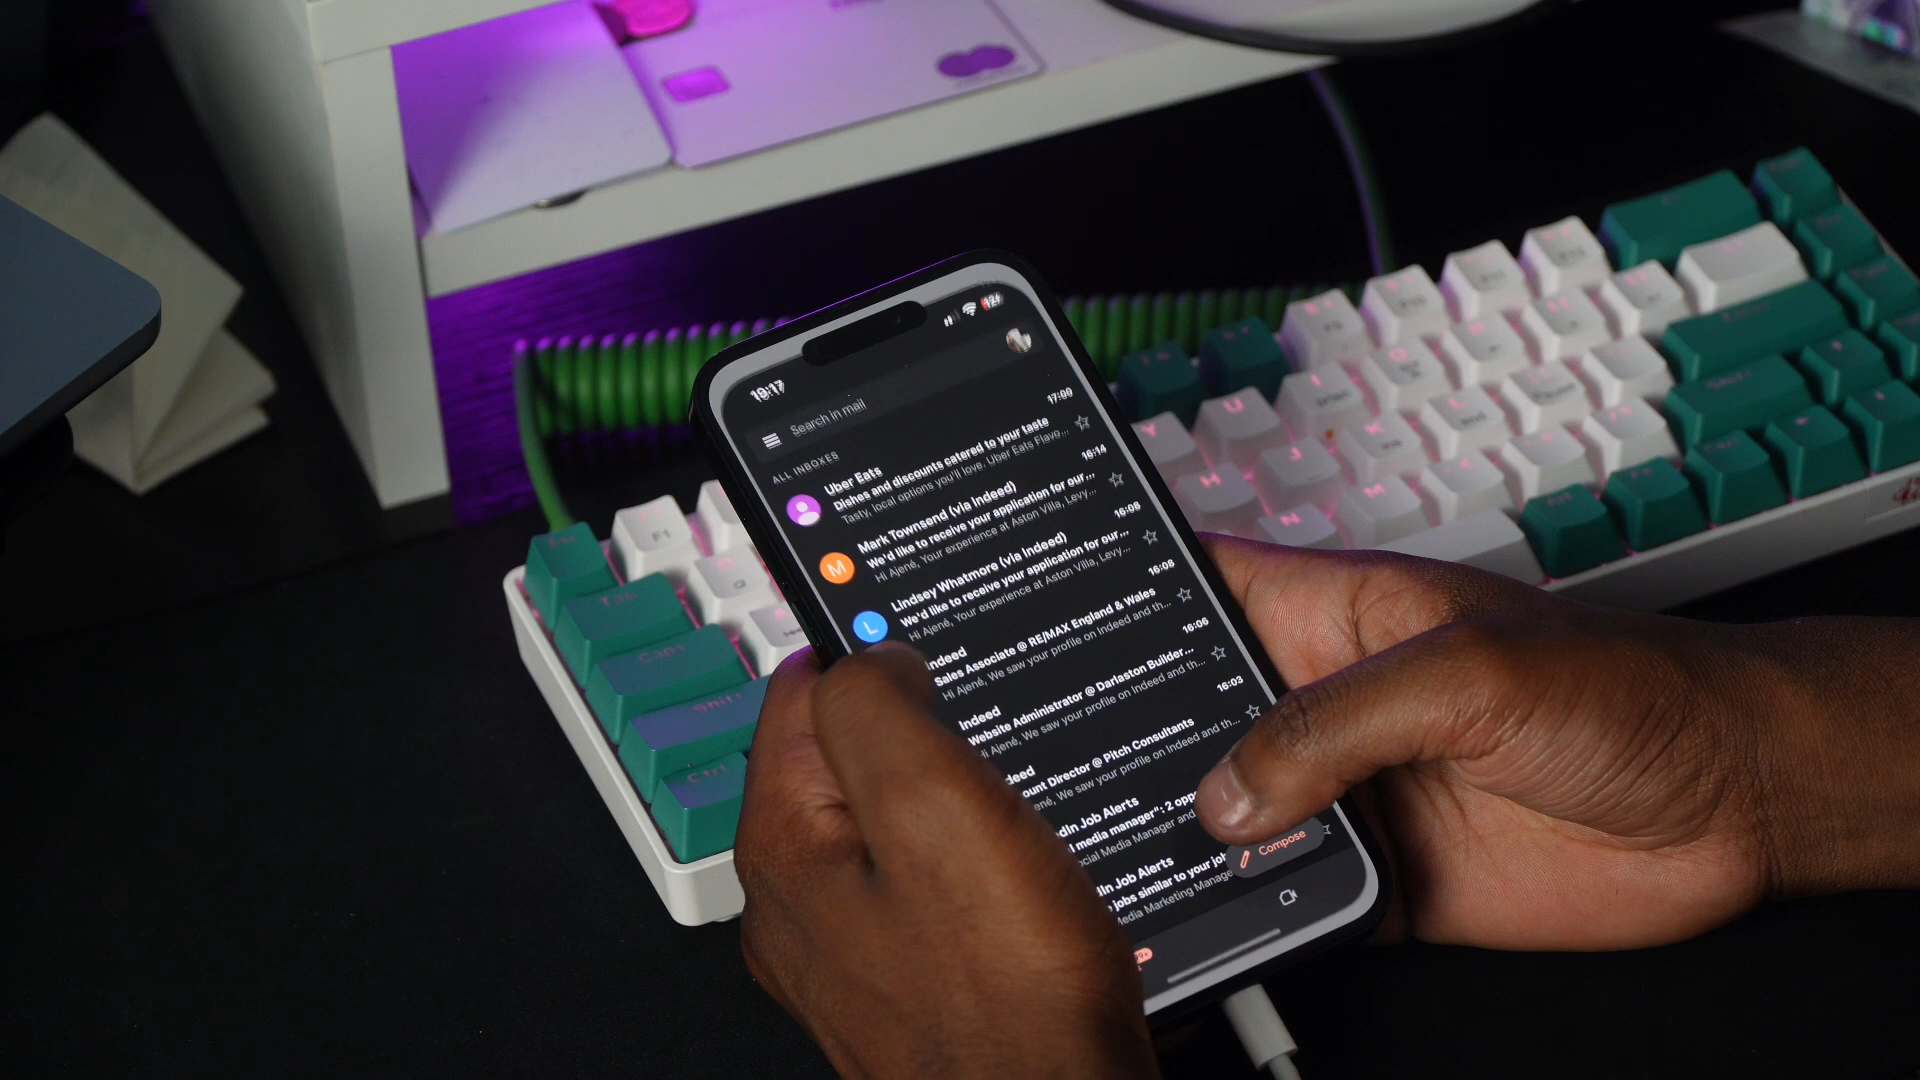 19:17
Search in mail
ALL INBOXES
Uber Eats
17:00
Dishes and discounts catered to your taste
Tasty, local options you'll love, Uber Eats Flavo...
Mark Townsend (via Indeed)
16:14
We'd like to receive your application for our...
Hi Ajené, Your experience at Aston Villa, Levy...
Lindsey Whatmore (via Indeed)
16:08
We'd like to receive your application for our...
Hi Ajené, Your experience at Aston Villa, Levy...
Indeed
16:08
Sales Associate @ RE/MAX England & Wales
Hi Ajené, We saw your profile on Indeed and th...
Indeed
16:06
Website Administrator @ Darlaston Builder...
Hi Ajené, We saw your profile on Indeed and th...
deed
16:03
ount Director @ Pitch Consultants
ené, We saw your profile on Indeed and th...
dIn Job Alerts
l media manager": 2 opp
ocial Media Manager and
In Job Alerts
jobs similar to your job
Media Marketing Manage
Compose
M
L
F1
Q
Tab
Caps
Shift
Ctrl
Y
U
H
J
K
L
N
M